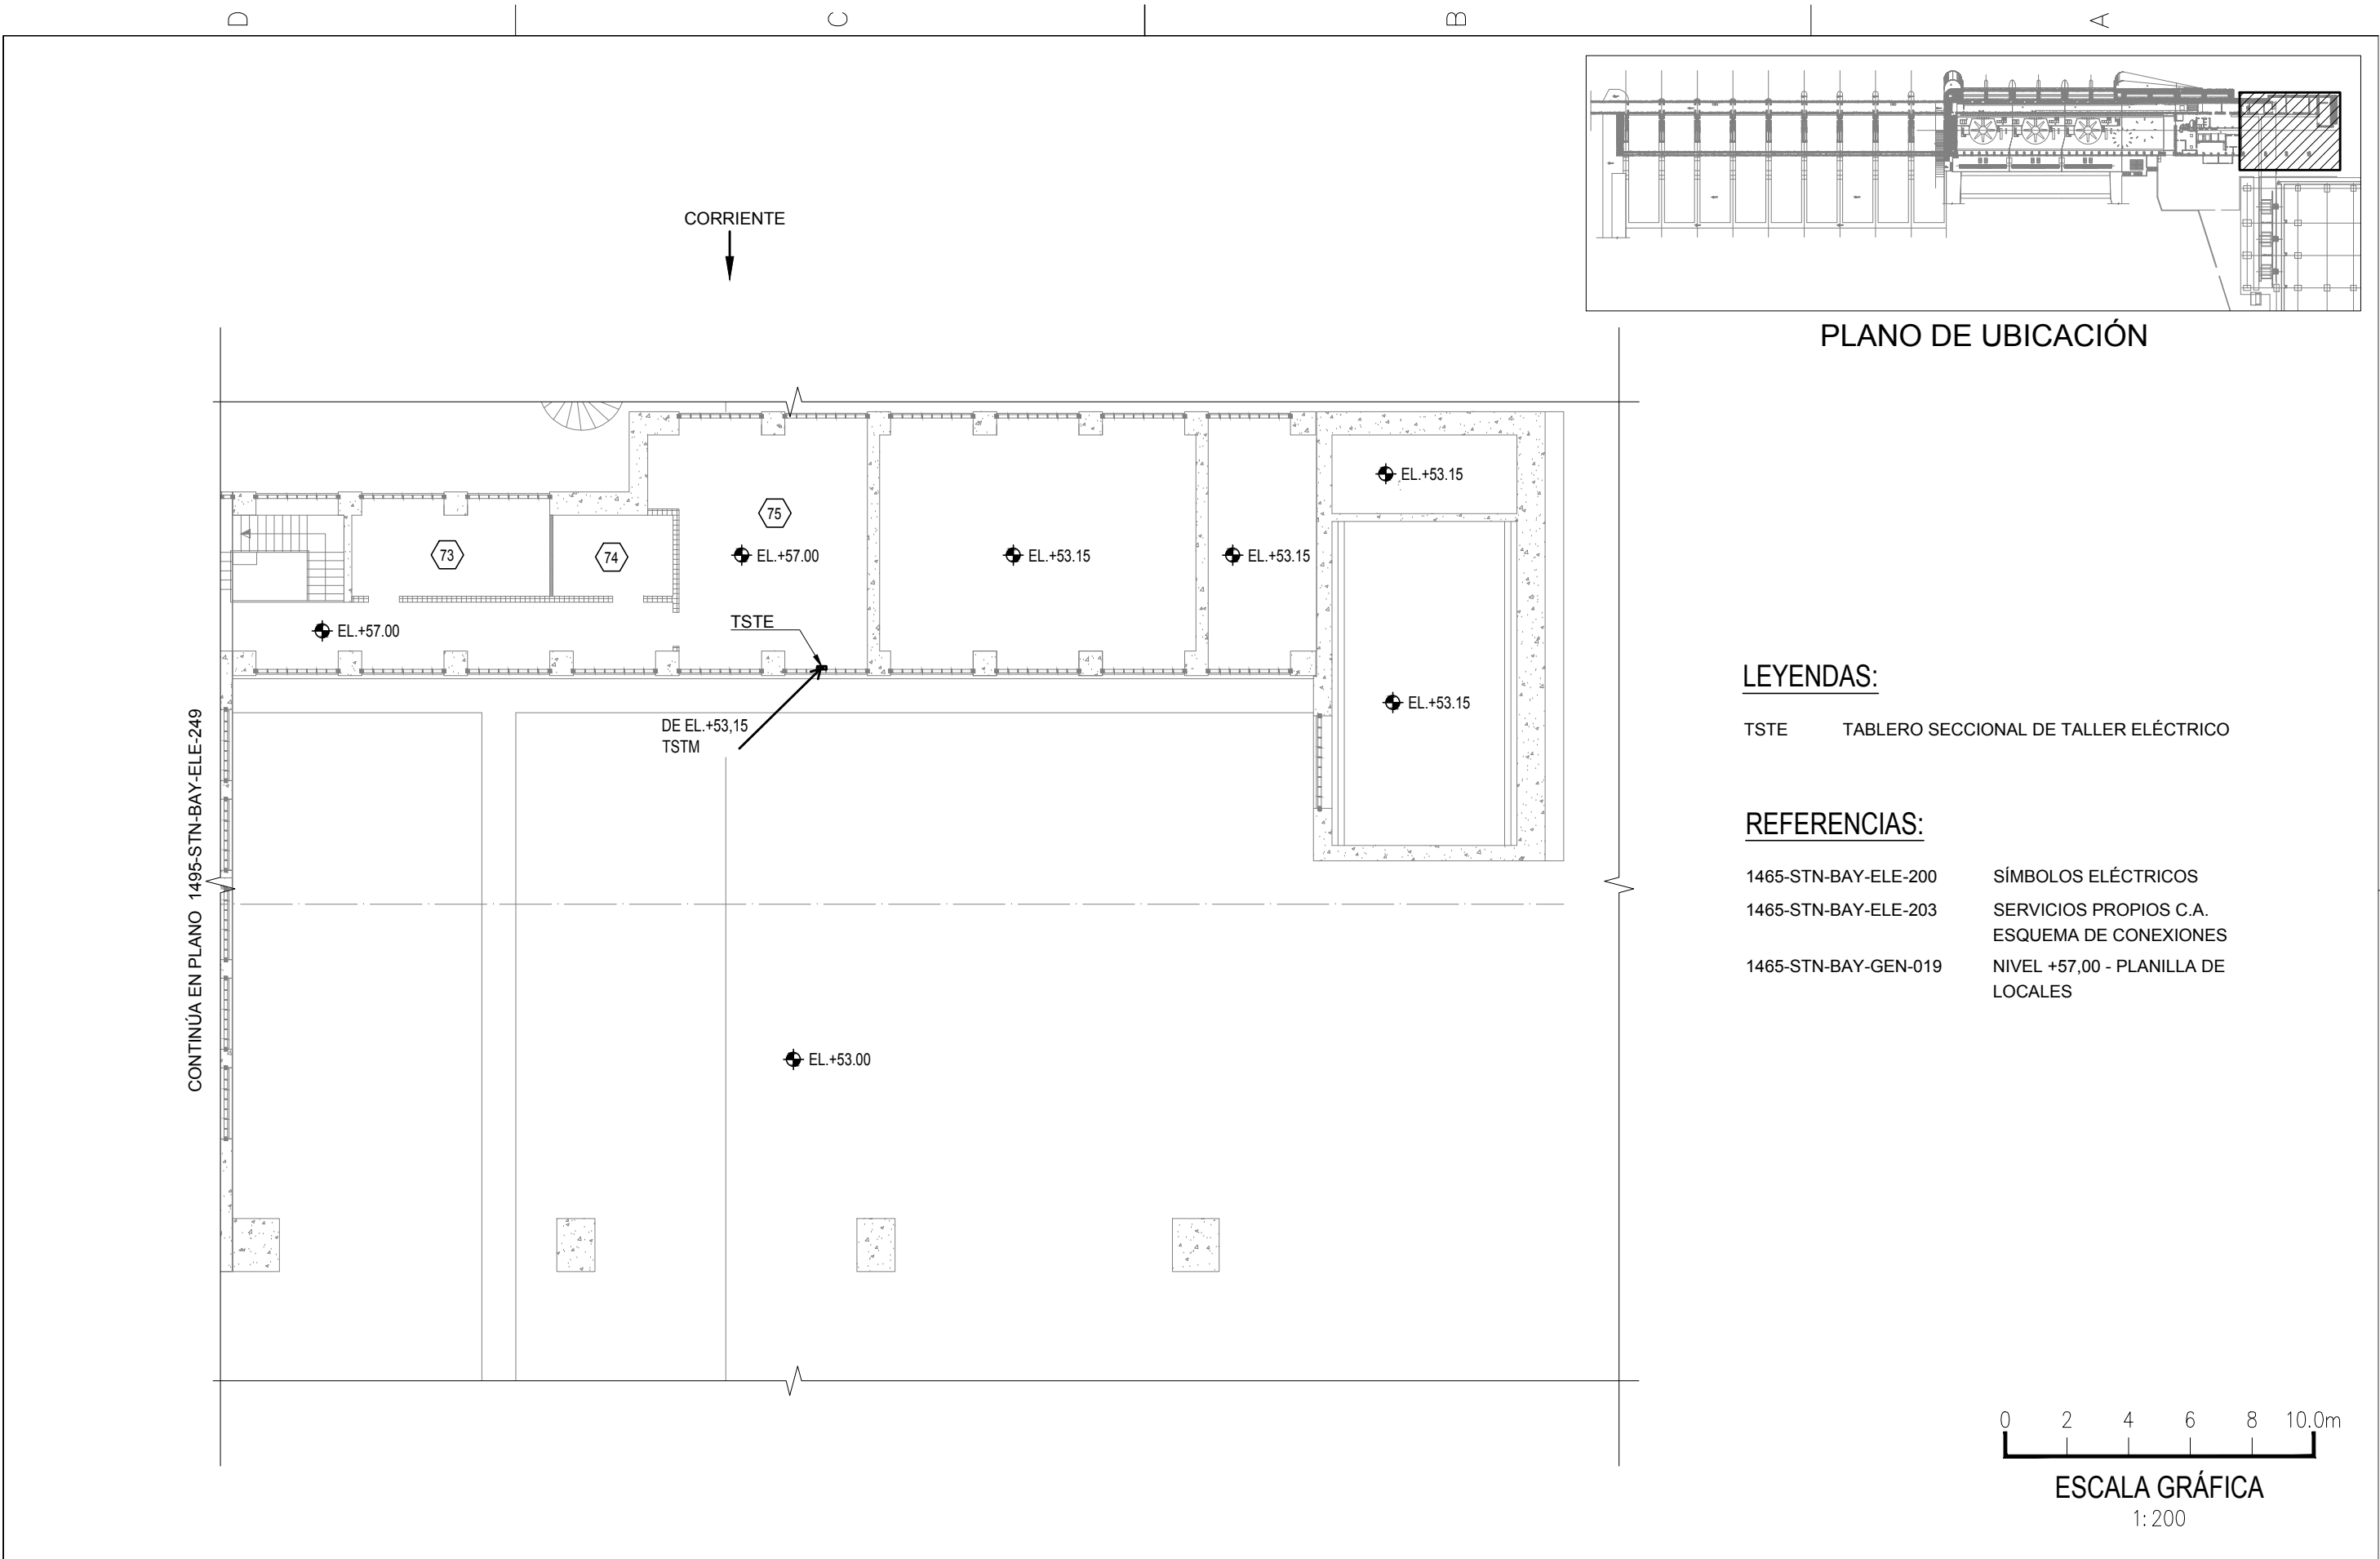 D
C
B
A
PLANO DE UBICACIÓN
CORRIENTE
EL.+53.15
75
73
74
EL.+57.00
EL.+53.15
EL.+53.15
TSTE
EL.+57.00
EL.+53.15
DE EL.+53,15
TSTM
CONTINÚA EN PLANO 1495-STN-BAY-ELE-249
EL.+53.00
LEYENDAS:
TSTE TABLERO SECCIONAL DE TALLER ELÉCTRICO
REFERENCIAS:
1465-STN-BAY-ELE-200 SÍMBOLOS ELÉCTRICOS
1465-STN-BAY-ELE-203 SERVICIOS PROPIOS C.A.
ESQUEMA DE CONEXIONES
1465-STN-BAY-GEN-019 NIVEL +57,00 - PLANILLA DE
LOCALES
0 2 4 6 8 10.0m
ESCALA GRÁFICA
1:200